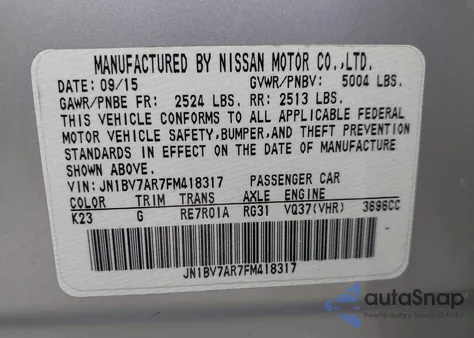 MANUFACTURED BY NISSAN MOTOR CO.,LTD.
DATE: 09/15 GVWR/PNBV: 5004 LBS.
GAWR/PNBE FR: 2524 LBS. RR: 2513 LBS.
THIS VEHICLE CONFORMS TO ALL APPLICABLE FEDERAL
MOTOR VEHICLE SAFETY,BUMPER,AND THEFT PREVENTION
STANDARDS IN EFFECT ON THE DATE OF MANUFACTURE
SHOWN ABOVE.
VIN: JN1BV7AR7FM418317 PASSENGER CAR
COLOR TRIM TRANS AXLE ENGINE
K23 G RE7R01A RG31 VQ37(VHR) 3696CC
JN1BV7AR7FM418317
autoSnap